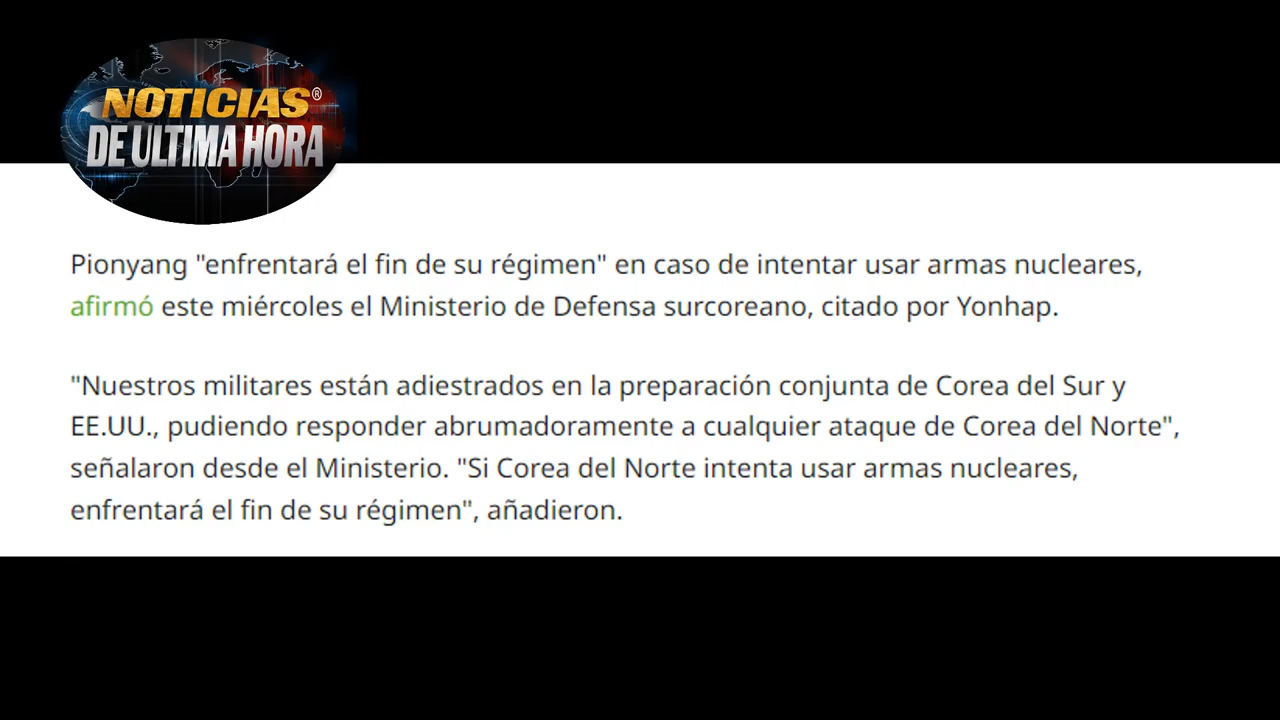 NOTICIAS®
DE ULTIMA HORA
Pionyang "enfrentará el fin de su régimen" en caso de intentar usar armas nucleares,
afirmó este miércoles el Ministerio de Defensa surcoreano, citado por Yonhap.
"Nuestros militares están adiestrados en la preparación conjunta de Corea del Sur y
EE.UU., pudiendo responder abrumadoramente a cualquier ataque de Corea del Norte",
señalaron desde el Ministerio. "Si Corea del Norte intenta usar armas nucleares,
enfrentará el fin de su régimen", añadieron.